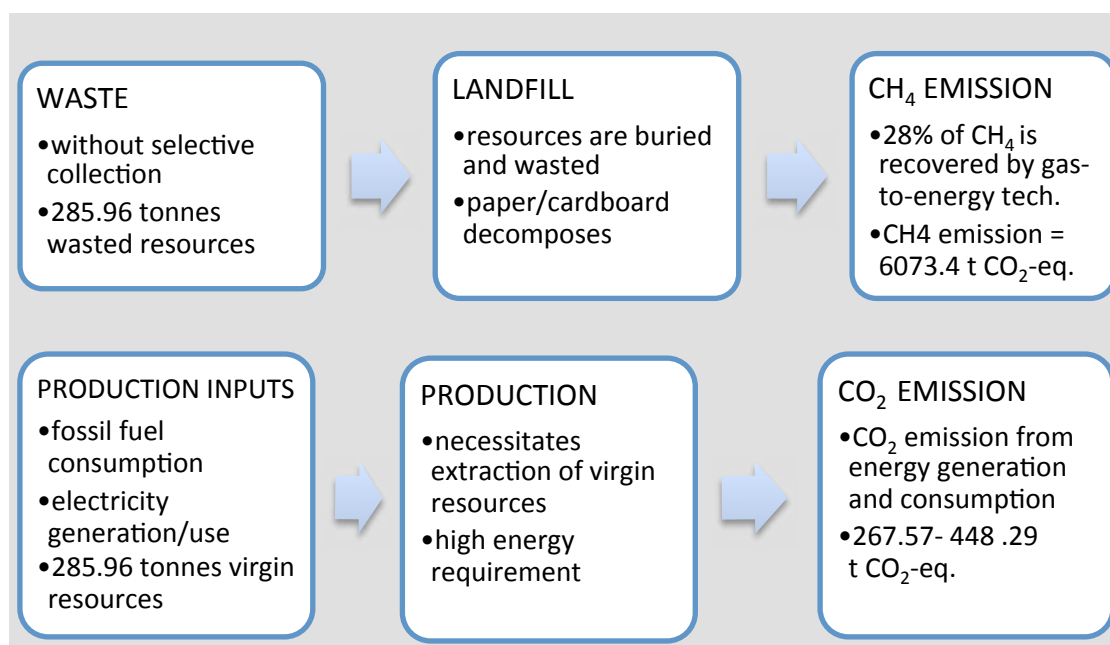 WASTE
•without selective
collection
•285.96 tonnes
wasted resources
LANDFILL
•resources are buried
and wasted
•paper/cardboard
decomposes
CH₄ EMISSION
•28% of CH₄ is
recovered by gas-
to-energy tech.
•CH4 emission =
6073.4 t CO₂-eq.
PRODUCTION INPUTS
•fossil fuel
consumption
•electricity
generation/use
•285.96 tonnes virgin
resources
PRODUCTION
•necessitates
extraction of virgin
resources
•high energy
requirement
CO₂ EMISSION
•CO₂ emission from
energy generation
and consumption
•267.57- 448 .29
t CO₂-eq.